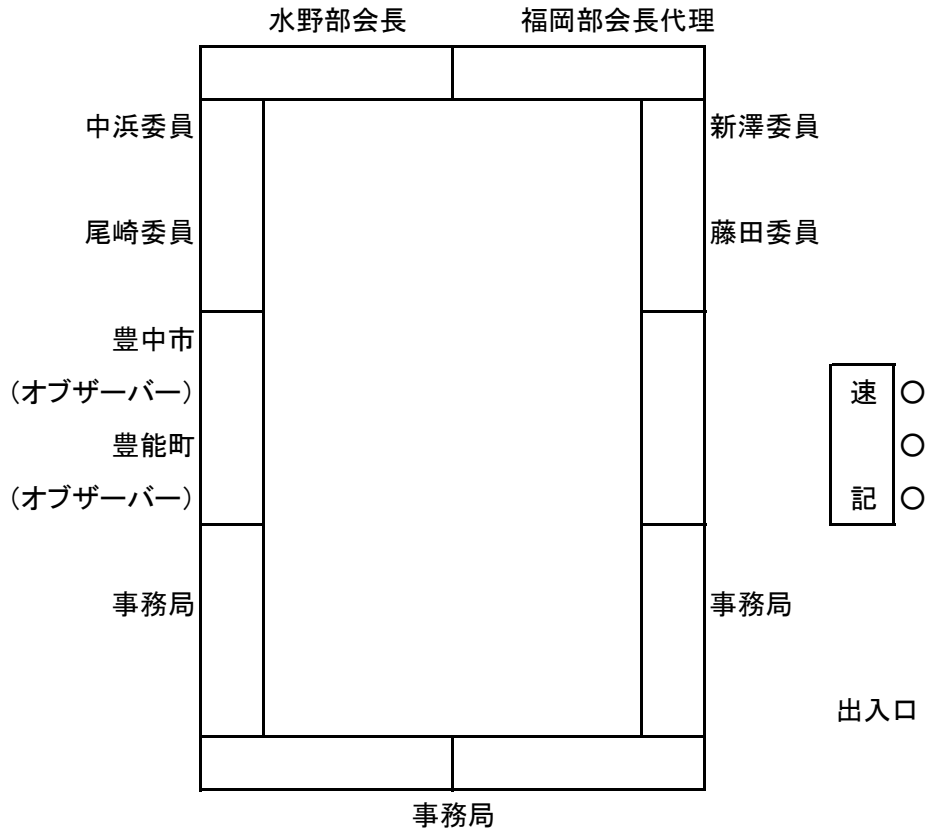 水野部会長 福岡部会長代理
中浜委員 新澤委員
尾崎委員 藤田委員
豊中市
(オブザーバー) 速 〇
豊能町 〇
(オブザーバー) 記 〇
事務局 事務局
出入口
事務局